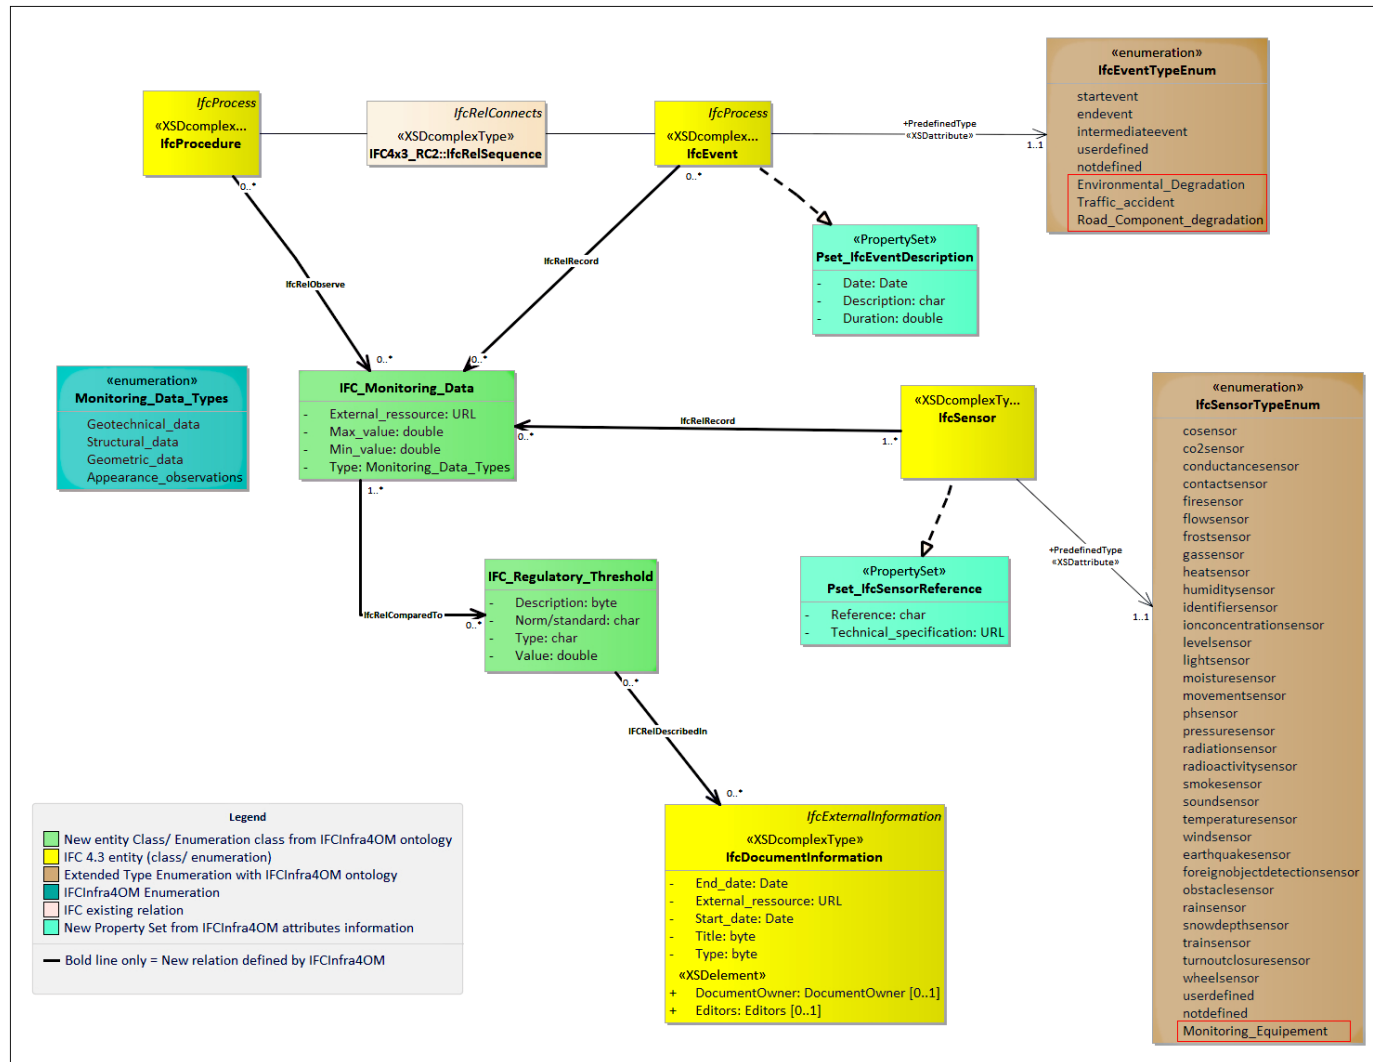 «enumeration»
IfcEventTypeEnum
startevent
endevent
intermediateevent
userdefined
notdefined
Environmental_Degradation
Traffic_accident
Road_Component_degradation
IfcProcess
«XSDcomplex...
IfcProcedure
IfcRelConnects
«XSDcomplexType»
IFC4x3_RC2::IfcRelSequence
IfcProcess
«XSDcomplex...
IfcEvent
+PredefinedType
«XSDattribute»
1..1
0..*
0..*
«PropertySet»
Pset_IfcEventDescription
- Date: Date
- Description: char
- Duration: double
IfcRelRecord
IfcRelObserve
0..*
0..*
«enumeration»
Monitoring_Data_Types
Geotechnical_data
Structural_data
Geometric_data
Appearance_observations
IFC_Monitoring_Data
- External_ressource: URL
- Max_value: double
- Min_value: double
- Type: Monitoring_Data_Types
IfcRelRecord
0..*
1..*
«XSDcomplexTy...
IfcSensor
«enumeration»
IfcSensorTypeEnum
cosensor
co2sensor
conductancesensor
contactsensor
firesensor
flowsensor
frostsensor
gassensor
heatsensor
humiditysensor
identifiersensor
ionconcentrationsensor
levelsensor
lightsensor
moisturesensor
movementsensor
phsensor
pressuresensor
radiationsensor
radioactivitysensor
smokesensor
soundsensor
temperaturesensor
windsensor
earthquakesensor
foreignobjectdetectionsensor
obstaclesensor
rainsensor
snowdepthsensor
trainsensor
turnoutclosuresensor
wheelsensor
userdefined
notdefined
Monitoring_Equipement
1..*
+PredefinedType
«XSDattribute»
1..1
«PropertySet»
Pset_IfcSensorReference
- Reference: char
- Technical_specification: URL
IFC_Regulatory_Threshold
- Description: byte
- Norm/standard: char
- Type: char
- Value: double
IfcRelComparedTo
0..*
0..*
IFCRelDescribedIn
0..*
IfcExternalInformation
«XSDcomplexType»
IfcDocumentInformation
- End_date: Date
- External_ressource: URL
- Start_date: Date
- Title: byte
- Type: byte
«XSDelement»
+ DocumentOwner: DocumentOwner [0..1]
+ Editors: Editors [0..1]
Legend
New entity Class/ Enumeration class from IFCInfra4OM ontology
IFC 4.3 entity (class/ enumeration)
Extended Type Enumeration with IFCInfra4OM ontology
IFCInfra4OM Enumeration
IFC existing relation
New Property Set from IFCInfra4OM attributes information
Bold line only = New relation defined by IFCInfra4OM